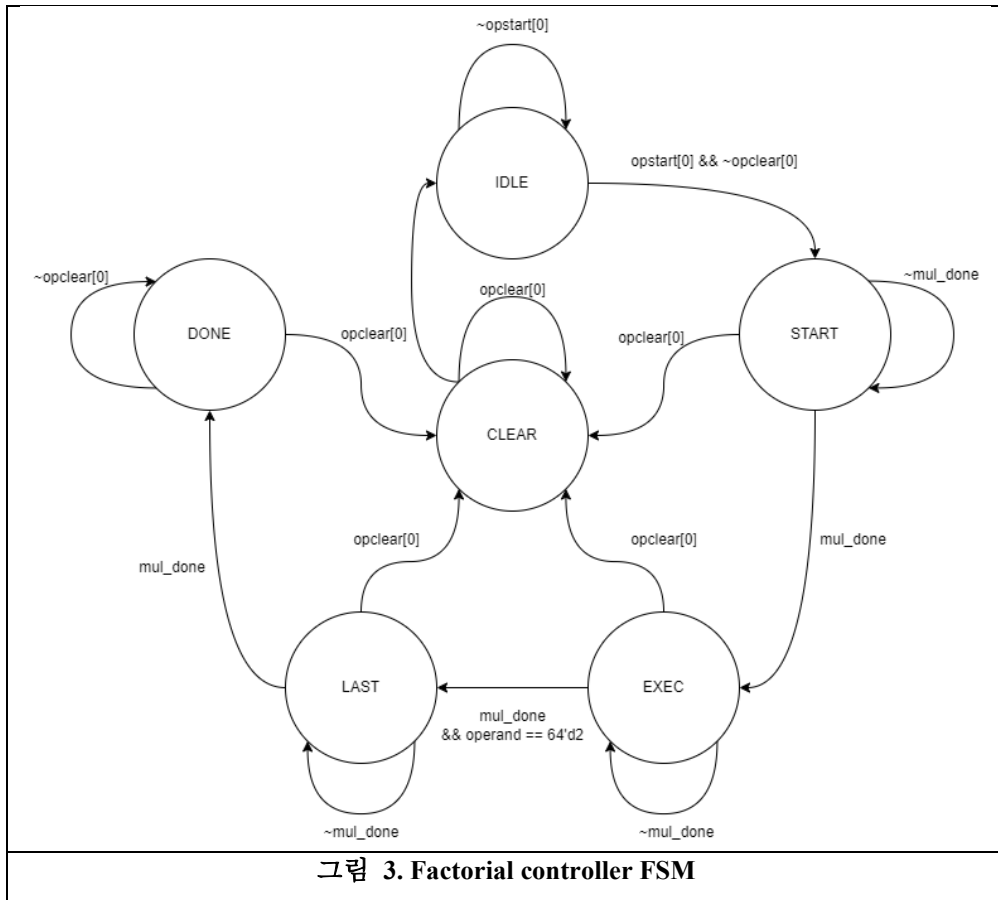 ~opstart[0]
IDLE
opstart[0] && ~opclear[0]
~opclear[0]
DONE
opclear[0]
opclear[0]
CLEAR
opclear[0]
START
~mul_done
mul_done
opclear[0]
opclear[0]
mul_done
LAST
mul_done
&& operand == 64'd2
EXEC
~mul_done
~mul_done
그림 3. Factorial controller FSM